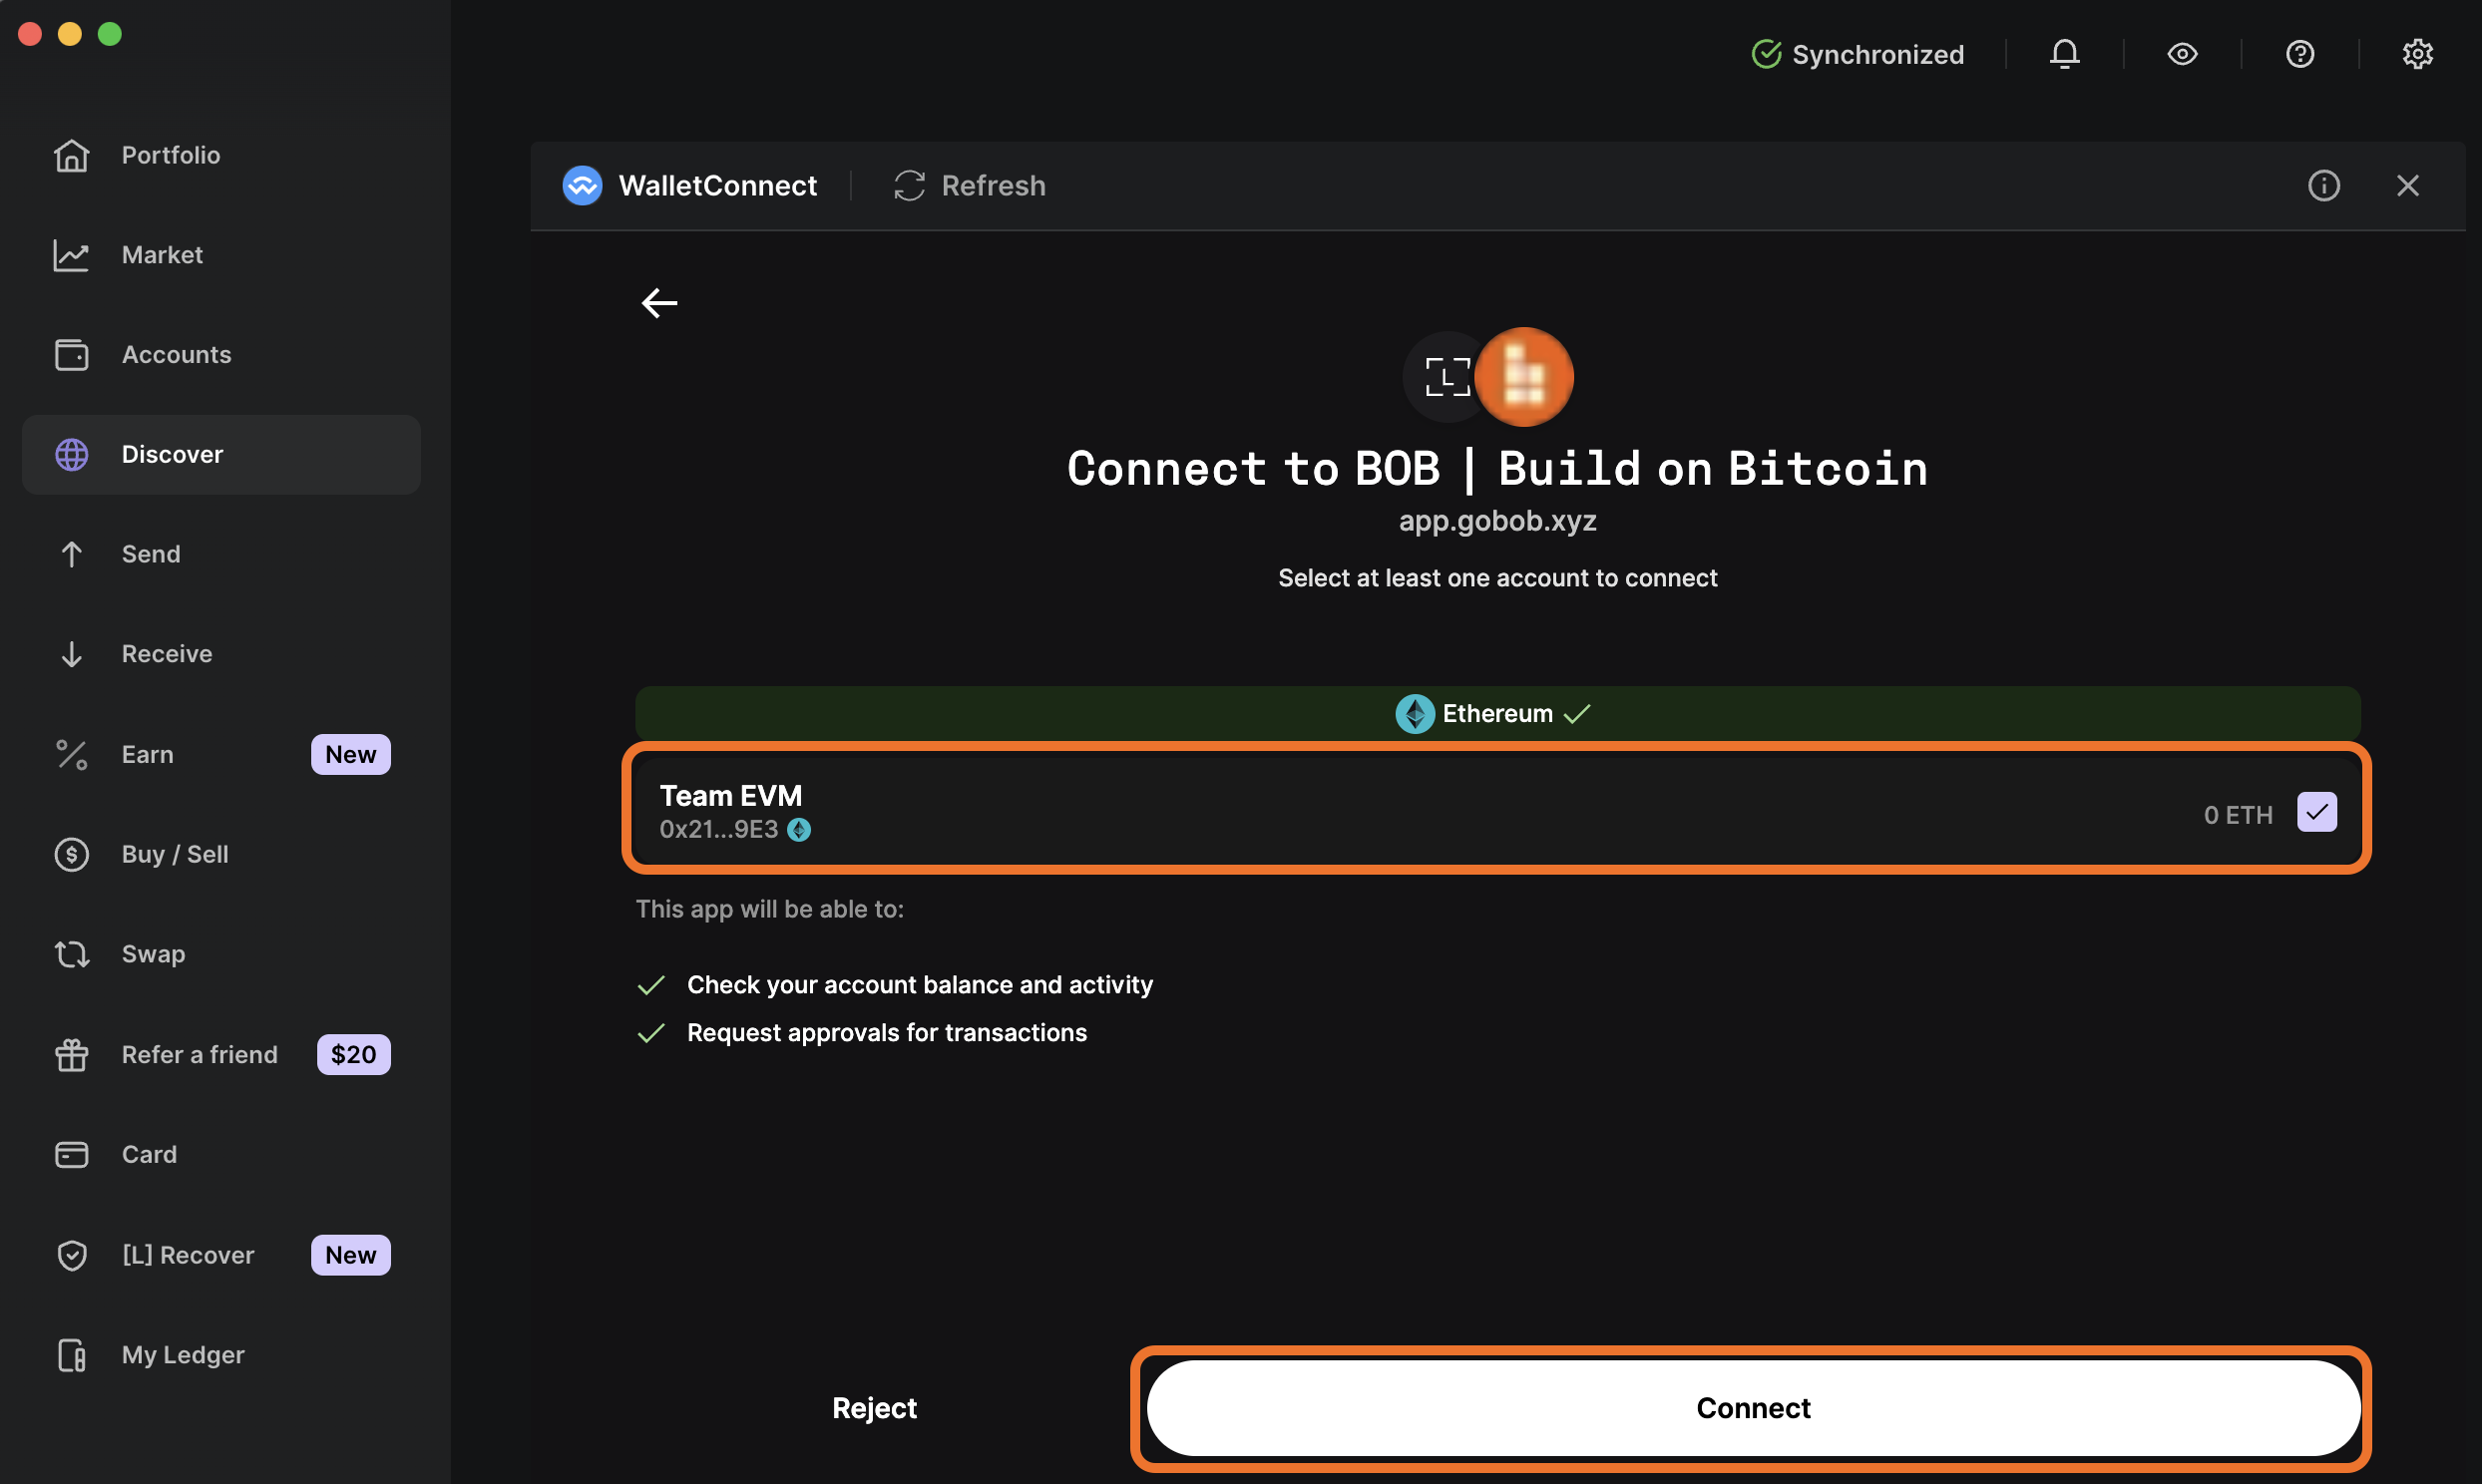 Portfolio
Market
Accounts
Discover
Send
Receive
Earn New
Buy / Sell
Swap
Refer a friend $20
Card
[L] Recover New
My Ledger
Synchronized
WalletConnect Refresh
Connect to BOB | Build on Bitcoin
app.gobob.xyz
Select at least one account to connect
Ethereum
Team EVM
0x21...9E3
0 ETH
This app will be able to:
Check your account balance and activity
Request approvals for transactions
Reject Connect